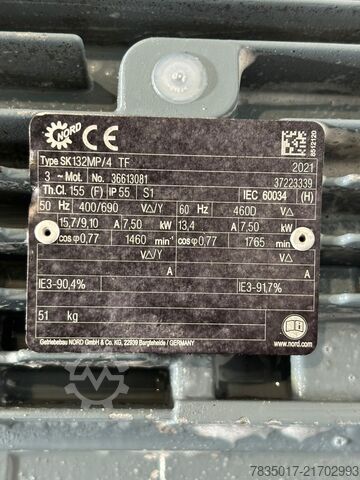 NORD CE
8512120
Type SK132MP/4 TF 2021
3 ~ Mot. No. 36613081 37223339
Th.Cl. 155 (F) IP 55 S1 IEC 60034 (H)
50 Hz 400/690 V△/Y 60 Hz 460D V△
15,7/9,10 A 7,50 kW 13,4 A 7,50 kW
cosφ 0,77 1460 min⁻¹ cosφ 0,77 1765 min⁻¹
V△/Y V△/Y
A A
IE3-90,4% IE3-91,7%
51 kg
Getriebebau NORD GmbH & Co. KG, 22939 Bargteheide / GERMANY
www.nord.com
7835017-21702993